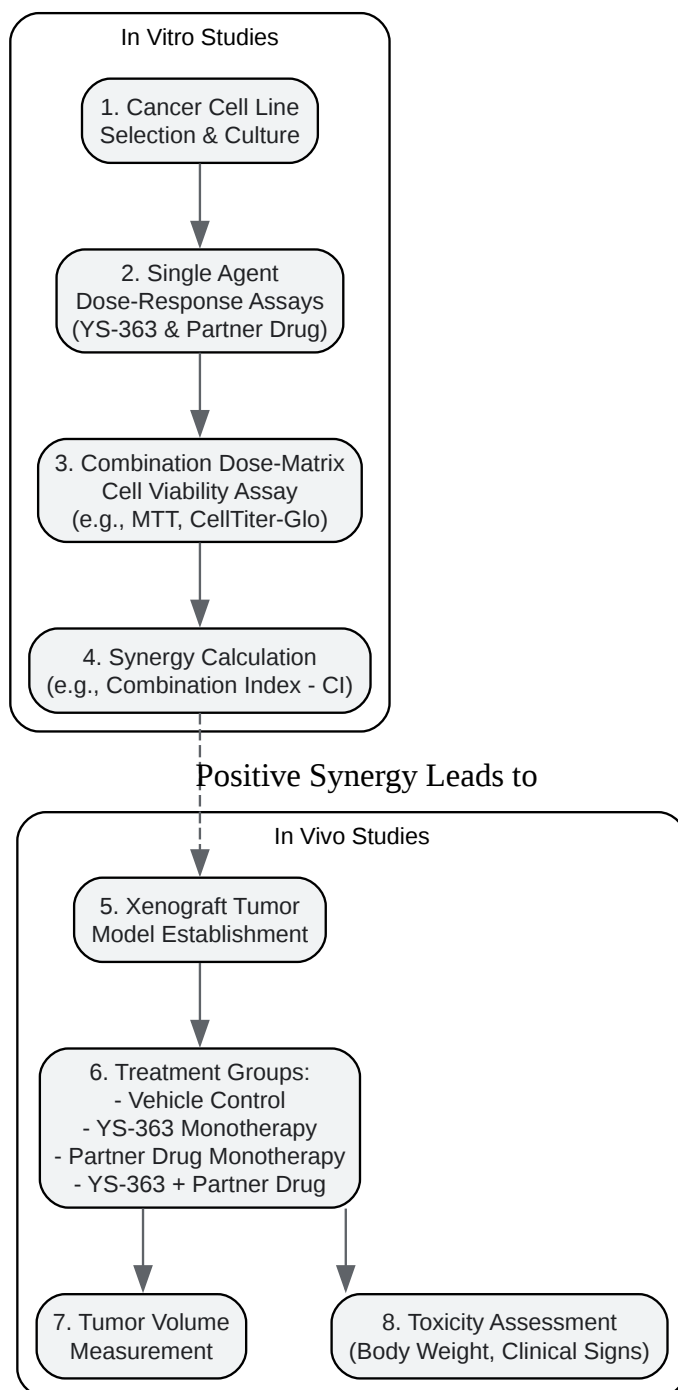 In Vitro Studies
1. Cancer Cell Line
Selection & Culture
2. Single Agent
Dose-Response Assays
(YS-363 & Partner Drug)
3. Combination Dose-Matrix
Cell Viability Assay
(e.g., MTT, CellTiter-Glo)
4. Synergy Calculation
(e.g., Combination Index - CI)
Positive Synergy Leads to
In Vivo Studies
5. Xenograft Tumor
Model Establishment
6. Treatment Groups:
- Vehicle Control
- YS-363 Monotherapy
- Partner Drug Monotherapy
- YS-363 + Partner Drug
7. Tumor Volume
Measurement
8. Toxicity Assessment
(Body Weight, Clinical Signs)